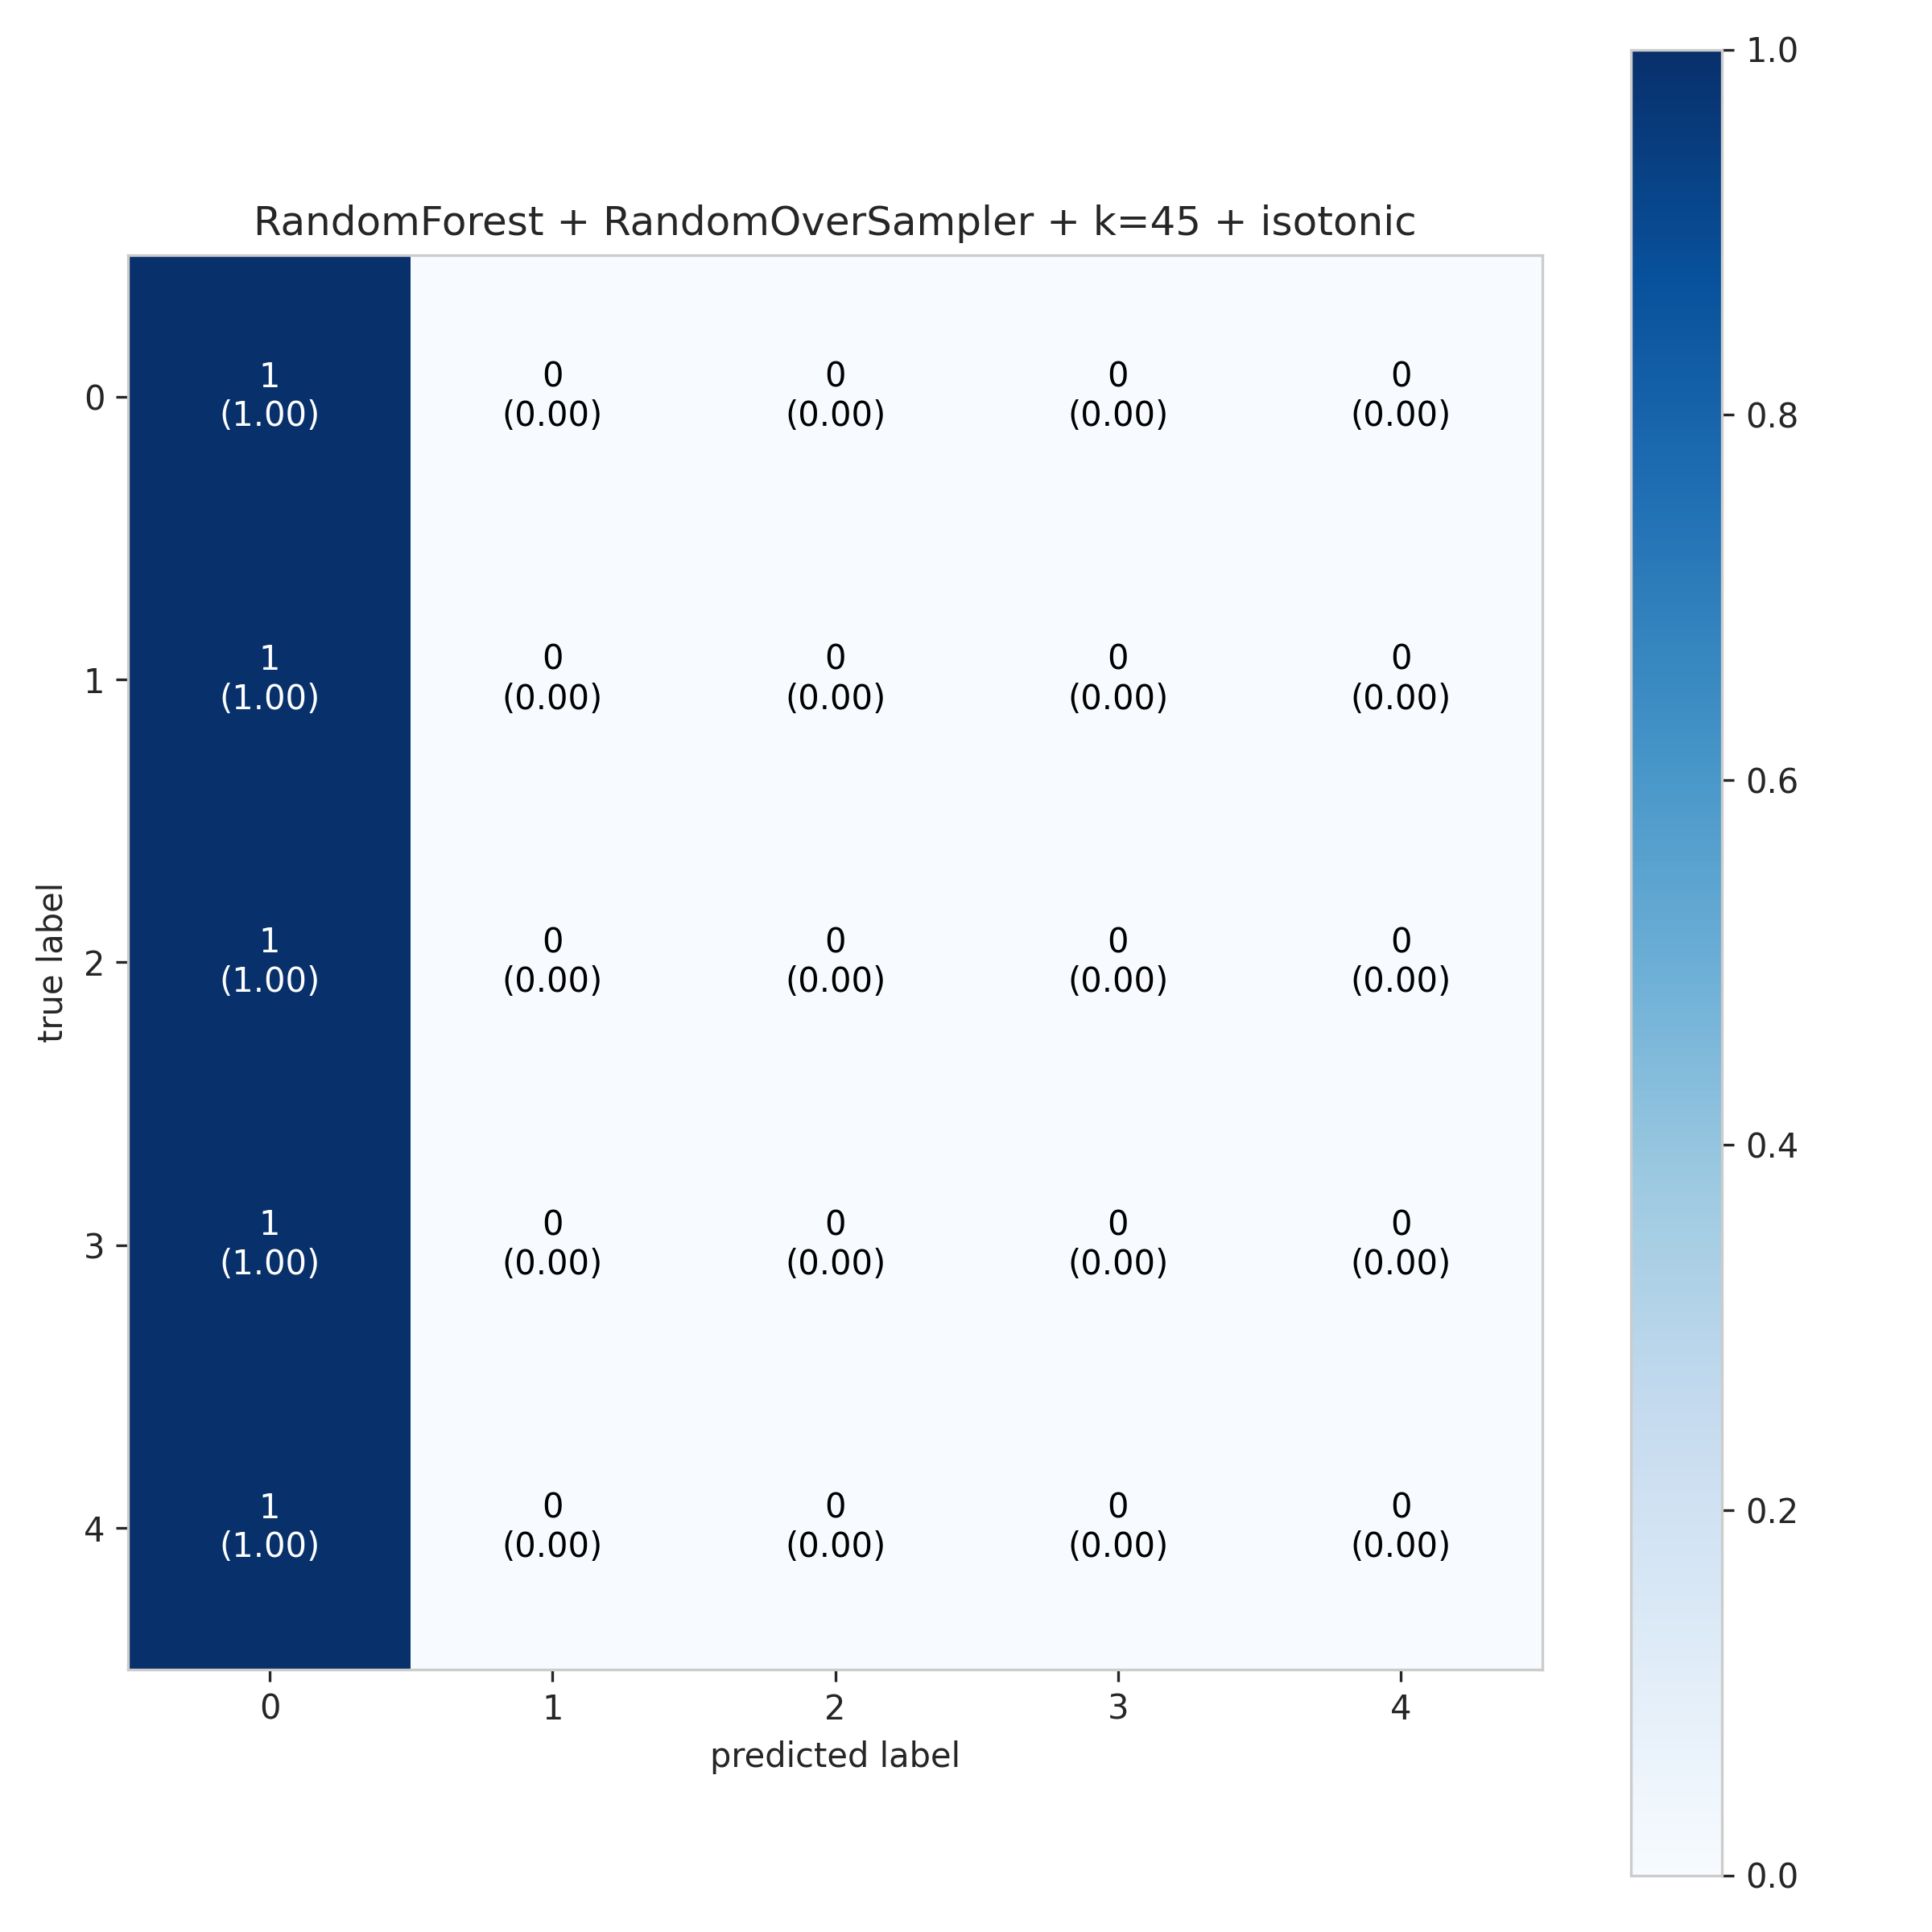 RandomForest + RandomOverSampler + k=45 + isotonic
1.0
0.8
0.6
0.4
0.2
0.0
true label
0
1 0 0 0 0
(1.00) (0.00) (0.00) (0.00) (0.00)
1
1 0 0 0 0
(1.00) (0.00) (0.00) (0.00) (0.00)
2
1 0 0 0 0
(1.00) (0.00) (0.00) (0.00) (0.00)
3
1 0 0 0 0
(1.00) (0.00) (0.00) (0.00) (0.00)
4
1 0 0 0 0
(1.00) (0.00) (0.00) (0.00) (0.00)
0 1 2 3 4
predicted label